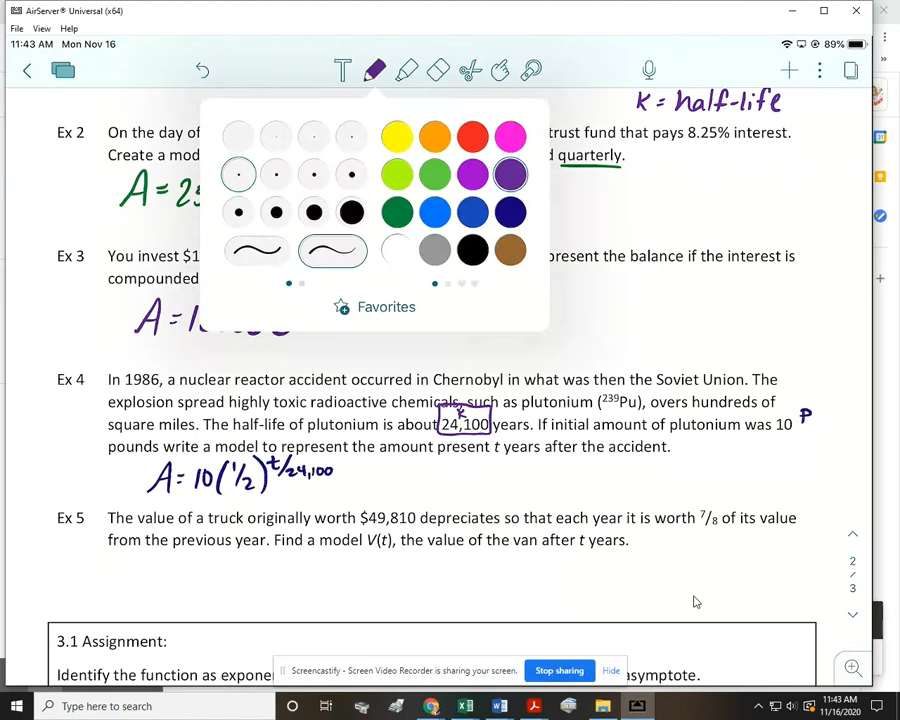 AirServer® Universal (x64)
File View Help
11:43 AM Mon Nov 16
89%
T
K = half-life
Ex 2 On the day of trust fund that pays 8.25% interest.
Create a mod d quarterly.
A = 25
Ex 3 You invest $1 present the balance if the interest is
compounded
A = 1
Favorites
Ex 4 In 1986, a nuclear reactor accident occurred in Chernobyl in what was then the Soviet Union. The
explosion spread highly toxic radioactive chemicals, such as plutonium (²³⁹Pu), overs hundreds of
K
square miles. The half-life of plutonium is about 24,100 years. If initial amount of plutonium was 10 P
pounds write a model to represent the amount present t years after the accident.
A = 10(1/2)^t/24,100
Ex 5 The value of a truck originally worth $49,810 depreciates so that each year it is worth ⁷/₈ of its value
from the previous year. Find a model V(t), the value of the van after t years.
2
/
3
3.1 Assignment:
Identify the function as expone asymptote.
Screencastify - Screen Video Recorder is sharing your screen. Stop sharing Hide
Type here to search
11:43 AM
11/16/2020